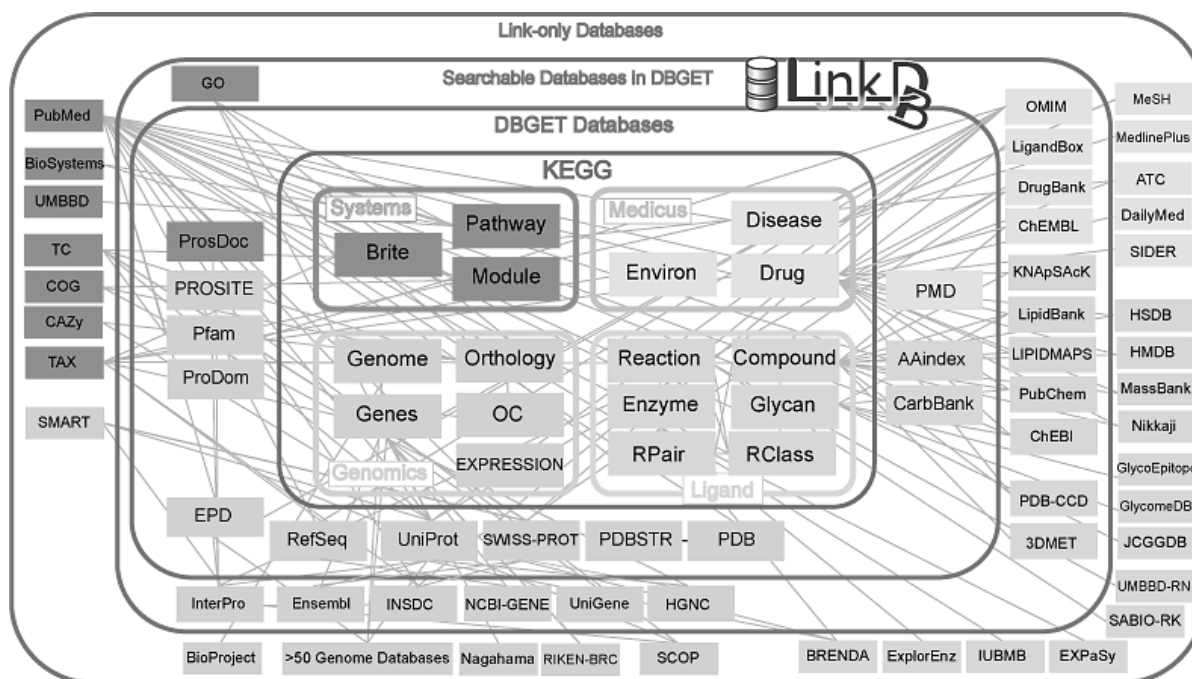 Link-only Databases
Searchable Databases in DBGET
LinkDB
DBGET Databases
KEGG
GO
PubMed
BioSystems
UMBBD
TC
COG
CAZy
TAX
SMART
ProsDoc
PROSITE
Pfam
ProDom
EPD
Systems
Pathway
Brite
Module
Medicus
Disease
Environ
Drug
Genome
Orthology
Genes
OC
EXPRESSION
Genomics
Reaction
Compound
Enzyme
Glycan
RPair
RClass
Ligand
PMD
AAindex
CarbBank
RefSeq
UniProt
SWISS-PROT
PDBSTR
-
PDB
OMIM
LigandBox
DrugBank
ChEMBL
KNApSAcK
LipidBank
LIPIDMAPS
PubChem
ChEBI
PDB-CCD
3DMET
MeSH
MedlinePlus
ATC
DailyMed
SIDER
HSDB
HMDB
MassBank
Nikkaji
GlycoEpitope
GlycomeDB
JCGGDB
UMBBD-RN
SABIO-RK
InterPro
Ensembl
INSDC
NCBI-GENE
UniGene
HGNC
BioProject
>50 Genome Databases
Nagahama
RIKEN-BRC
SCOP
BRENDA
ExplorEnz
IUBMB
EXPaSy